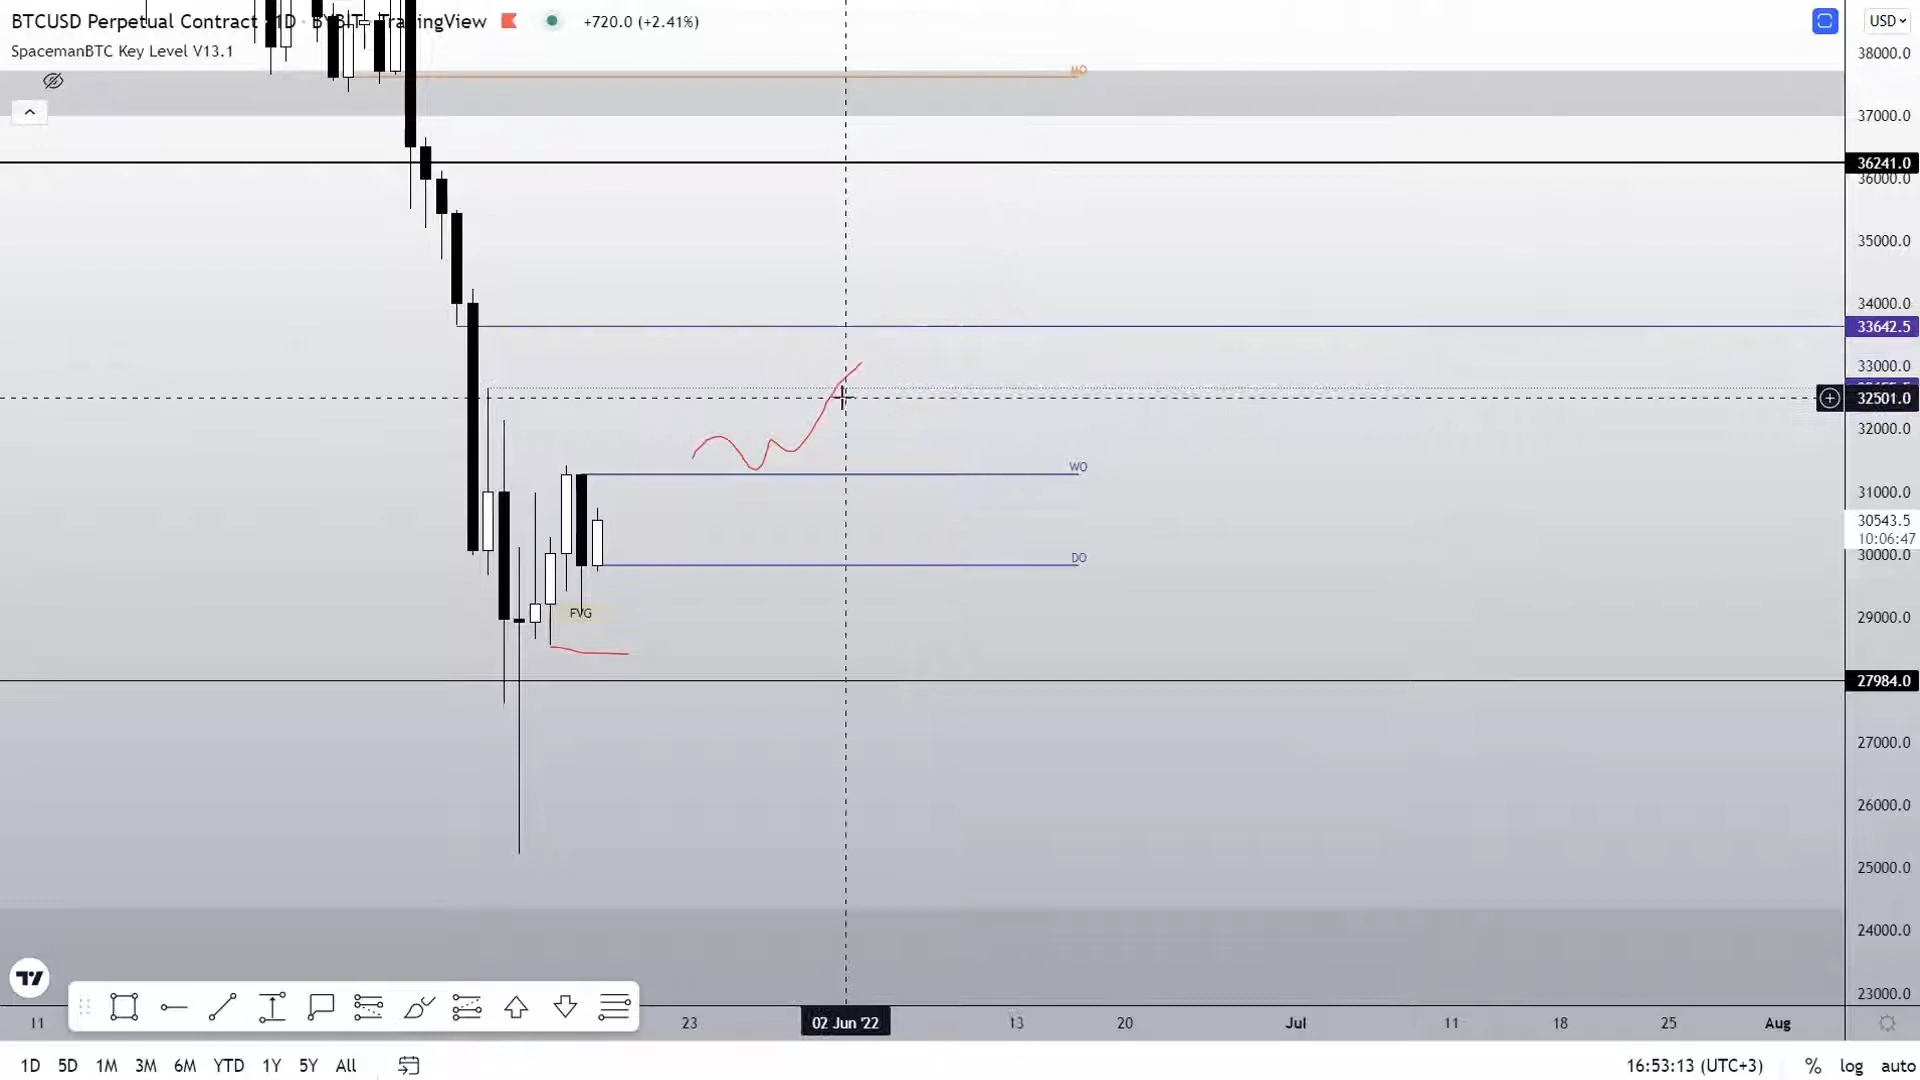 BTCUSD Perpetual Contract · 1D · BYBIT · TradingView +720.0 (+2.41%)
SpacemanBTC Key Level V13.1
USD
38000.0
MO
37000.0
36241.0
36000.0
35000.0
34000.0
33642.5
33000.0
32501.0
32000.0
WO
31000.0
30543.5
10:06:47
DO
30000.0
FVG
29000.0
27984.0
27000.0
26000.0
25000.0
24000.0
23000.0
11 23 02 Jun '22 13 20 Jul 11 18 25 Aug
1D 5D 1M 3M 6M YTD 1Y 5Y All 16:53:13 (UTC+3) % log auto